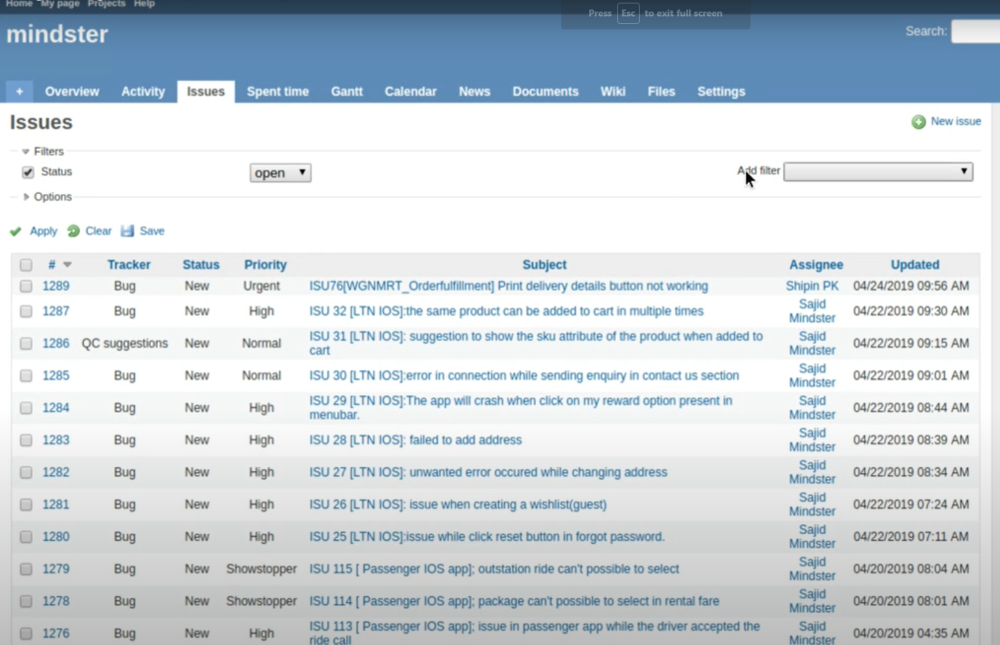 Home My page Projects Help
Press Esc to exit full screen
mindster
Search:
+ Overview Activity Issues Spent time Gantt Calendar News Documents Wiki Files Settings
Issues
New issue
Filters
Status open Add filter
Options
Apply Clear Save
# Tracker Status Priority Subject Assignee Updated
1289 Bug New Urgent ISU76[WGNMRT_Orderfulfillment] Print delivery details button not working Shipin PK 04/24/2019 09:56 AM
1287 Bug New High ISU 32 [LTN IOS]:the same product can be added to cart in multiple times Sajid Mindster 04/22/2019 09:30 AM
1286 QC suggestions New Normal ISU 31 [LTN IOS]: suggestion to show the sku attribute of the product when added to cart Sajid Mindster 04/22/2019 09:15 AM
1285 Bug New Normal ISU 30 [LTN IOS]:error in connection while sending enquiry in contact us section Sajid Mindster 04/22/2019 09:01 AM
1284 Bug New High ISU 29 [LTN IOS]:The app will crash when click on my reward option present in menubar. Sajid Mindster 04/22/2019 08:44 AM
1283 Bug New High ISU 28 [LTN IOS]: failed to add address Sajid Mindster 04/22/2019 08:39 AM
1282 Bug New High ISU 27 [LTN IOS]: unwanted error occured while changing address Sajid Mindster 04/22/2019 08:34 AM
1281 Bug New High ISU 26 [LTN IOS]: issue when creating a wishlist(guest) Sajid Mindster 04/22/2019 07:24 AM
1280 Bug New High ISU 25 [LTN IOS]:issue while click reset button in forgot password. Sajid Mindster 04/22/2019 07:11 AM
1279 Bug New Showstopper ISU 115 [ Passenger IOS app]; outstation ride can't possible to select Sajid Mindster 04/20/2019 08:04 AM
1278 Bug New Showstopper ISU 114 [ Passenger IOS app]; package can't possible to select in rental fare Sajid Mindster 04/20/2019 08:01 AM
1276 Bug New High ISU 113 [ Passenger IOS app]; issue in passenger app while the driver accepted the ride call Sajid Mindster 04/20/2019 04:35 AM